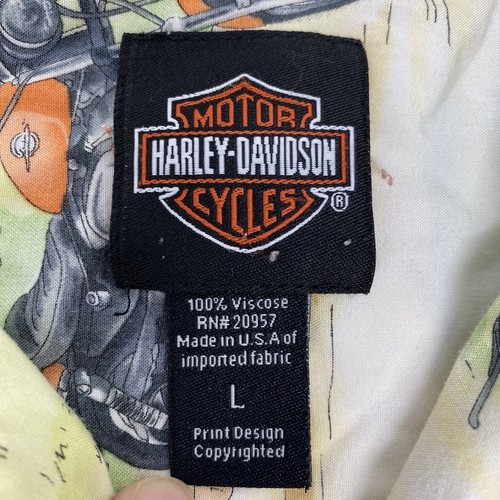 MOTOR
HARLEY-DAVIDSON
CYCLES ®
100% Viscose
RN# 20957
Made in U.S.A of
imported fabric
L
Print Design
Copyrighted